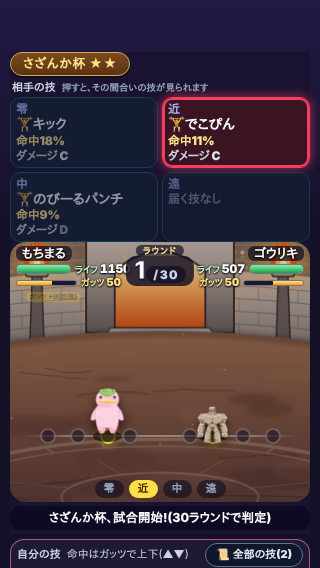 さざんか杯 ★★
相手の技 押すと、その間合いの技が見られます
零
キック
命中18%
ダメージ C
近
でこぴん
命中11%
ダメージ C
中
のびーるパンチ
命中9%
ダメージ D
遠
届く技なし
もちまる
ラウンド
ゴウリキ
ライフ 1150
1 /30
ライフ 507
ガッツ 50
ガッツ 50
零 近 中 遠
さざんか杯、試合開始!(30ラウンドで判定)
自分の技 命中はガッツで上下(▲▼)
📜 全部の技(2)